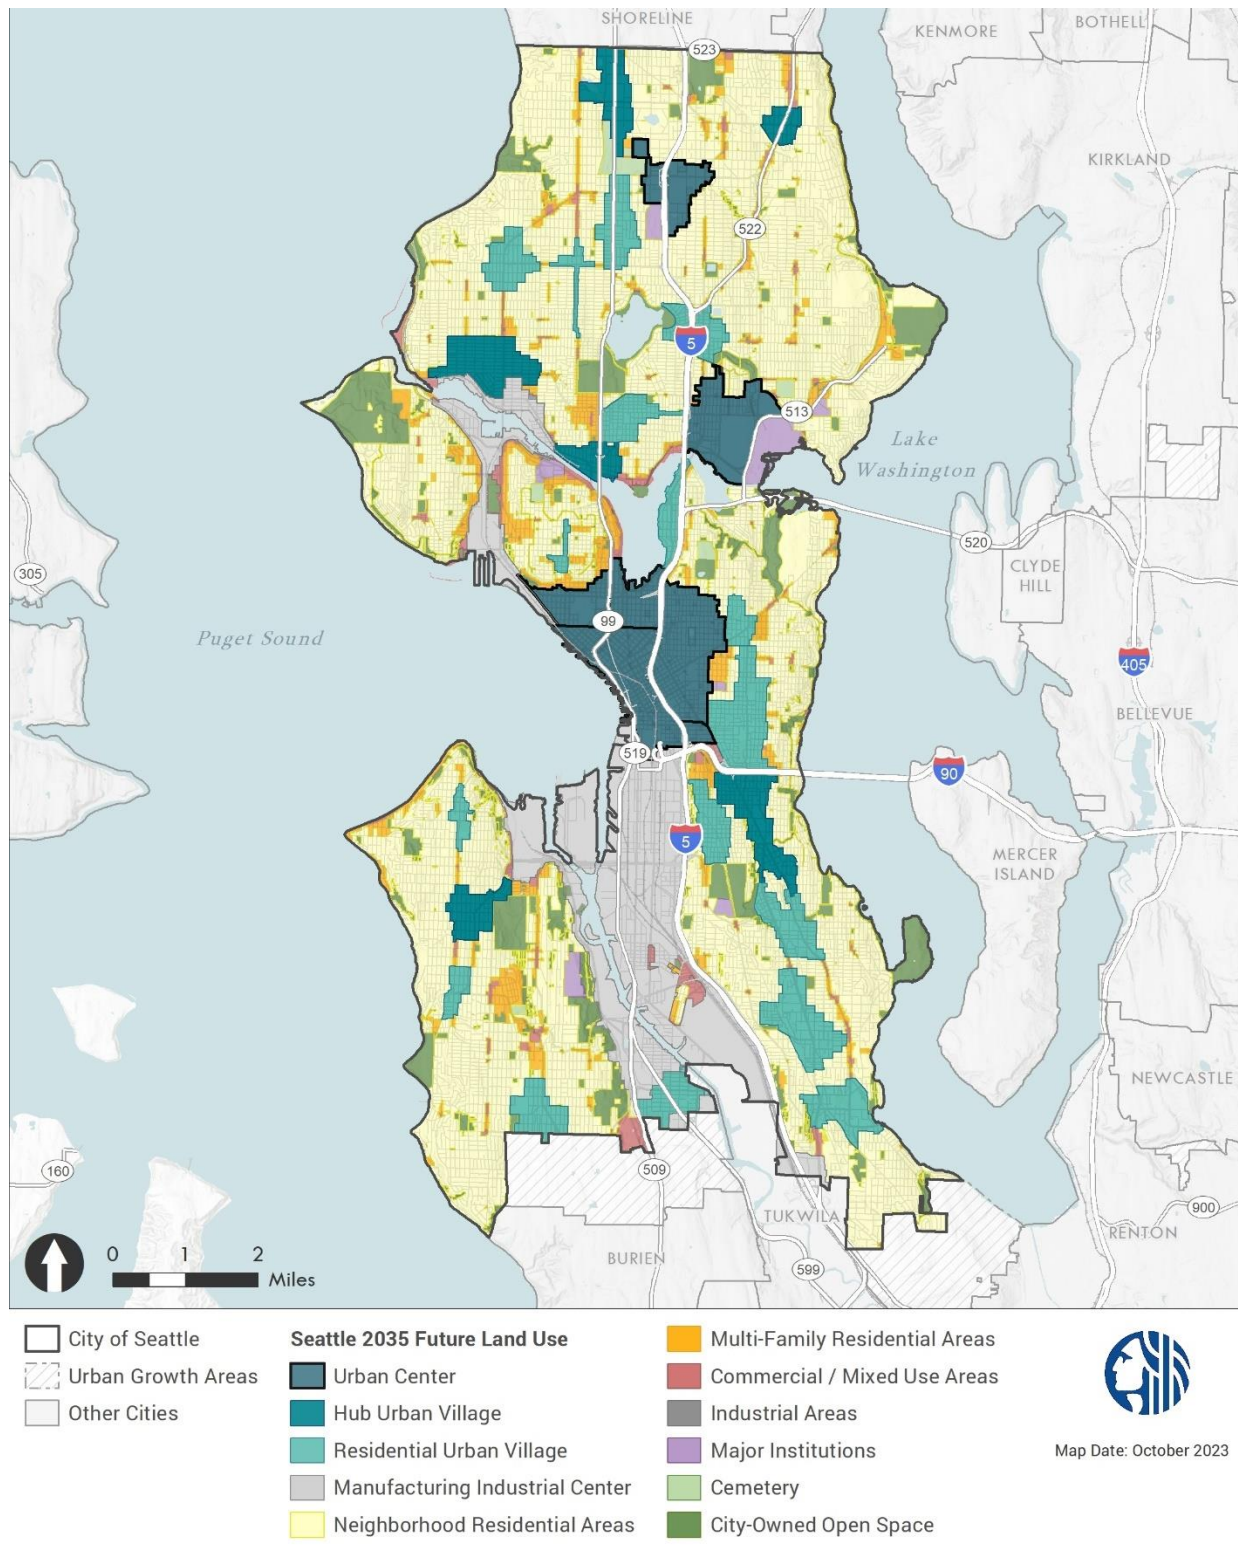 SHORELINE
BOTHELL
KENMORE
523
KIRKLAND
522
5
513
Lake
Washington
520
CLYDE
HILL
305
99
Puget Sound
405
BELLEVUE
519
90
5
MERCER
ISLAND
NEWCASTLE
160
509
900
TUKWILA
RENTON
BURIEN
599
0 1 2
Miles
City of Seattle
Urban Growth Areas
Other Cities
Seattle 2035 Future Land Use
Urban Center
Hub Urban Village
Residential Urban Village
Manufacturing Industrial Center
Neighborhood Residential Areas
Multi-Family Residential Areas
Commercial / Mixed Use Areas
Industrial Areas
Major Institutions
Cemetery
City-Owned Open Space
Map Date: October 2023